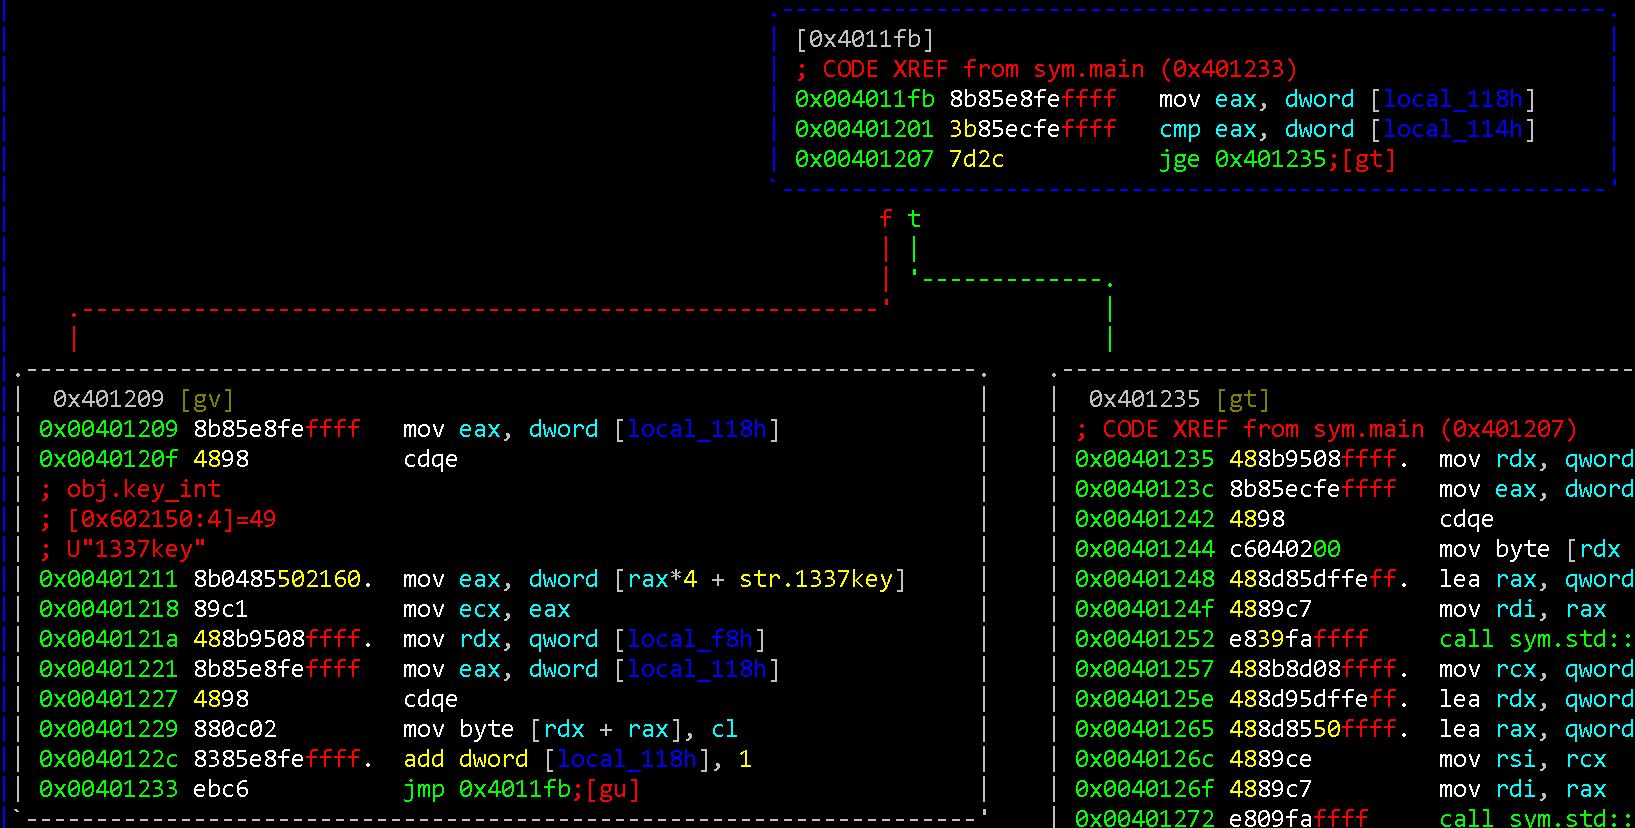 [0x4011fb]
; CODE XREF from sym.main (0x401233)
0x004011fb 8b85e8feffff mov eax, dword [local_118h]
0x00401201 3b85ecfeffff cmp eax, dword [local_114h]
0x00401207 7d2c jge 0x401235;[gt]
f t
0x401209 [gv]
0x00401209 8b85e8feffff mov eax, dword [local_118h]
0x0040120f 4898 cdqe
; obj.key_int
; [0x602150:4]=49
; U"1337key"
0x00401211 8b0485502160. mov eax, dword [rax*4 + str.1337key]
0x00401218 89c1 mov ecx, eax
0x0040121a 488b9508ffff. mov rdx, qword [local_f8h]
0x00401221 8b85e8feffff mov eax, dword [local_118h]
0x00401227 4898 cdqe
0x00401229 880c02 mov byte [rdx + rax], cl
0x0040122c 8385e8feffff. add dword [local_118h], 1
0x00401233 ebc6 jmp 0x4011fb;[gu]
0x401235 [gt]
; CODE XREF from sym.main (0x401207)
0x00401235 488b9508ffff. mov rdx, qword
0x0040123c 8b85ecfeffff mov eax, dword
0x00401242 4898 cdqe
0x00401244 c6040200 mov byte [rdx
0x00401248 488d85dffeff. lea rax, qword
0x0040124f 4889c7 mov rdi, rax
0x00401252 e839faffff call sym.std::
0x00401257 488b8d08ffff. mov rcx, qword
0x0040125e 488d95dffeff. lea rdx, qword
0x00401265 488d8550ffff. lea rax, qword
0x0040126c 4889ce mov rsi, rcx
0x0040126f 4889c7 mov rdi, rax
0x00401272 e809faffff call sym.std::